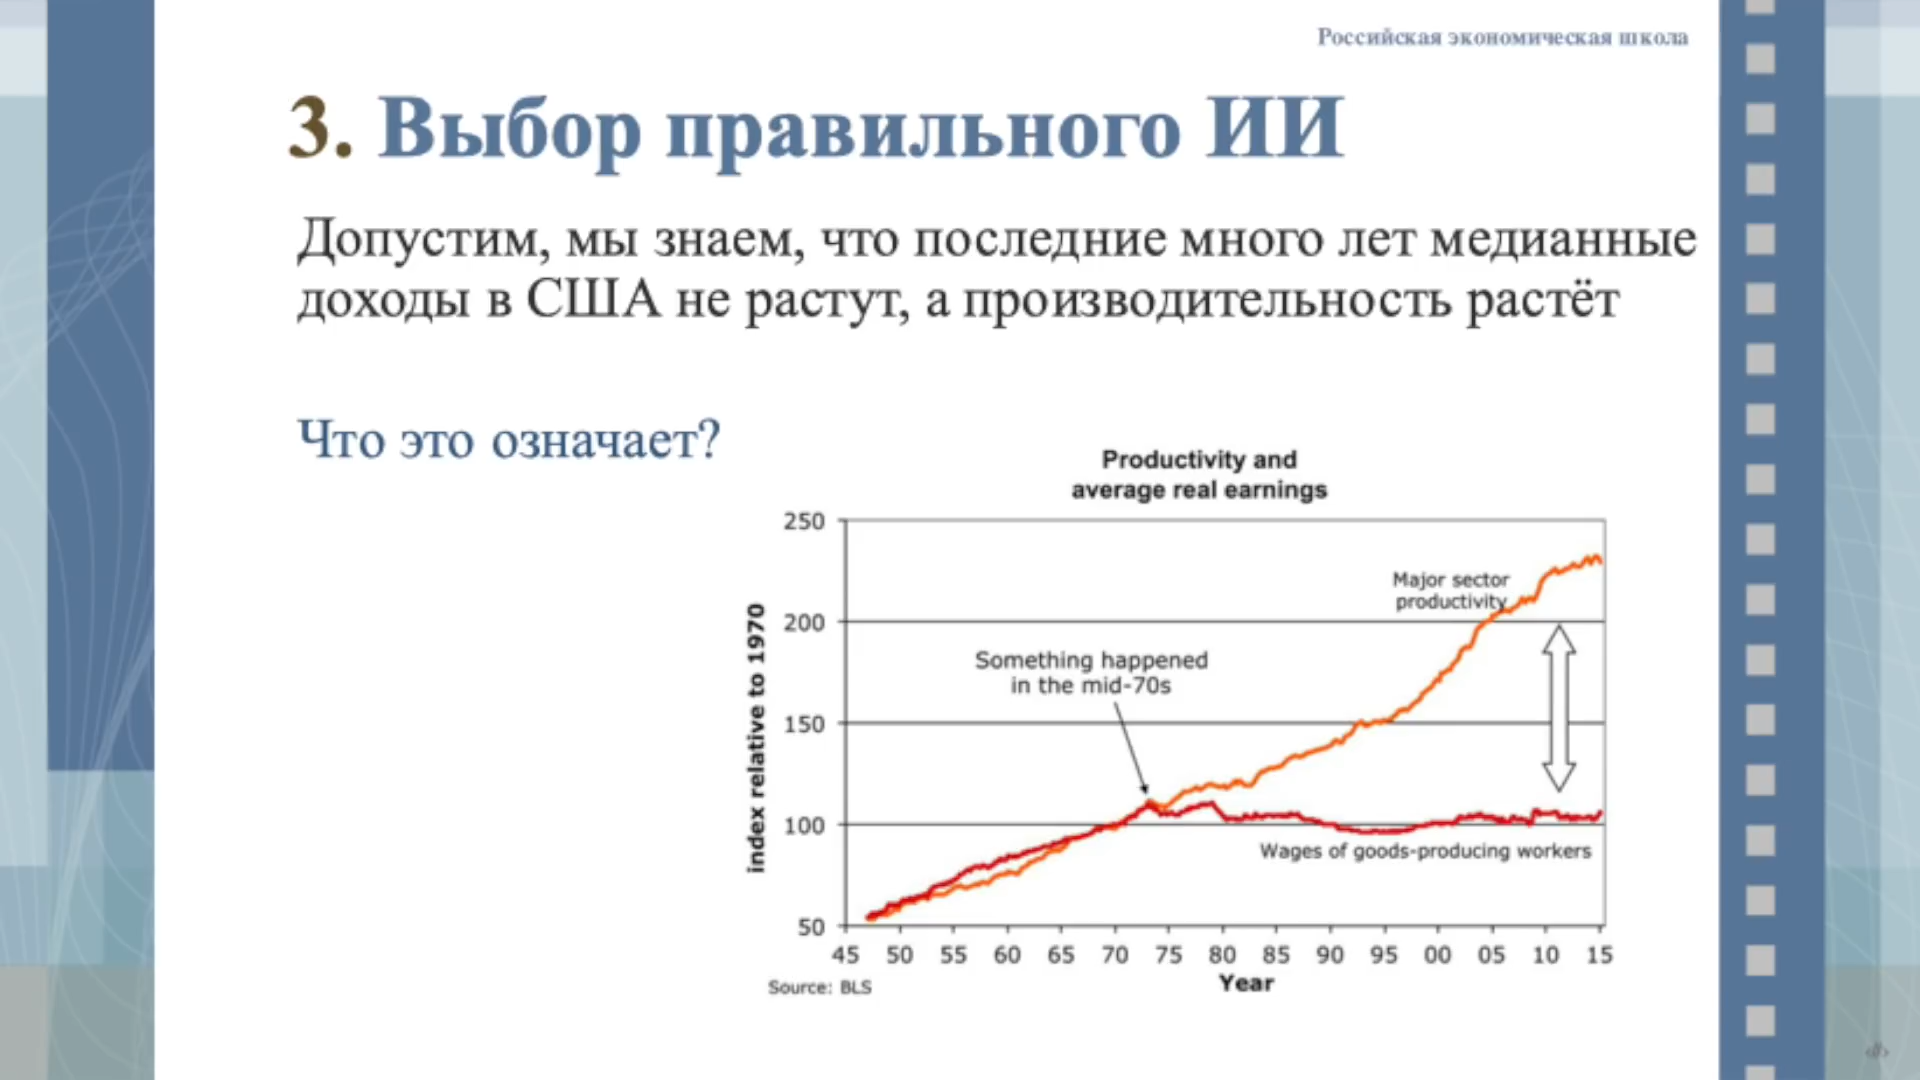 Российская экономическая школа
3. Выбор правильного ИИ
Допустим, мы знаем, что последние много лет медианные
доходы в США не растут, а производительность растёт
Что это означает?
Productivity and
average real earnings
250
200
150
100
50
index relative to 1970
Major sector
productivity
Something happened
in the mid-70s
Wages of goods-producing workers
45 50 55 60 65 70 75 80 85 90 95 00 05 10 15
Year
Source: BLS
‹#›